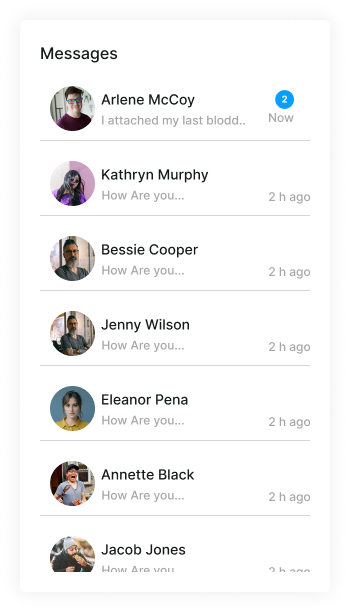 Messages
Arlene McCoy
2
I attached my last blodd..
Now
Kathryn Murphy
How Are you...
2 h ago
Bessie Cooper
How Are you...
2 h ago
Jenny Wilson
How Are you...
2 h ago
Eleanor Pena
How Are you...
2 h ago
Annette Black
How Are you...
2 h ago
Jacob Jones
How Are you
2 h ago